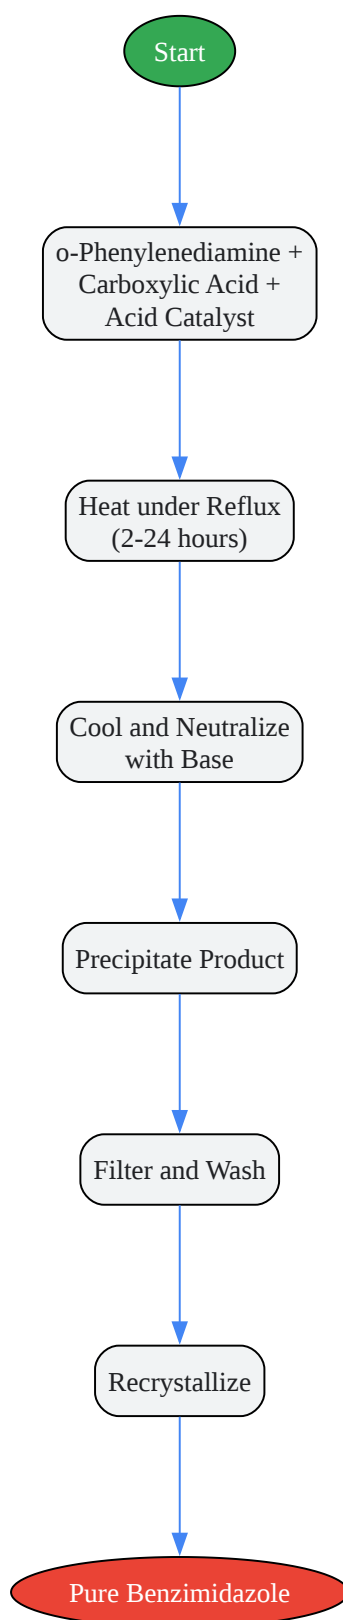 Start
o-Phenylenediamine +
Carboxylic Acid +
Acid Catalyst
Heat under Reflux
(2-24 hours)
Cool and Neutralize
with Base
Precipitate Product
Filter and Wash
Recrystallize
Pure Benzimidazole